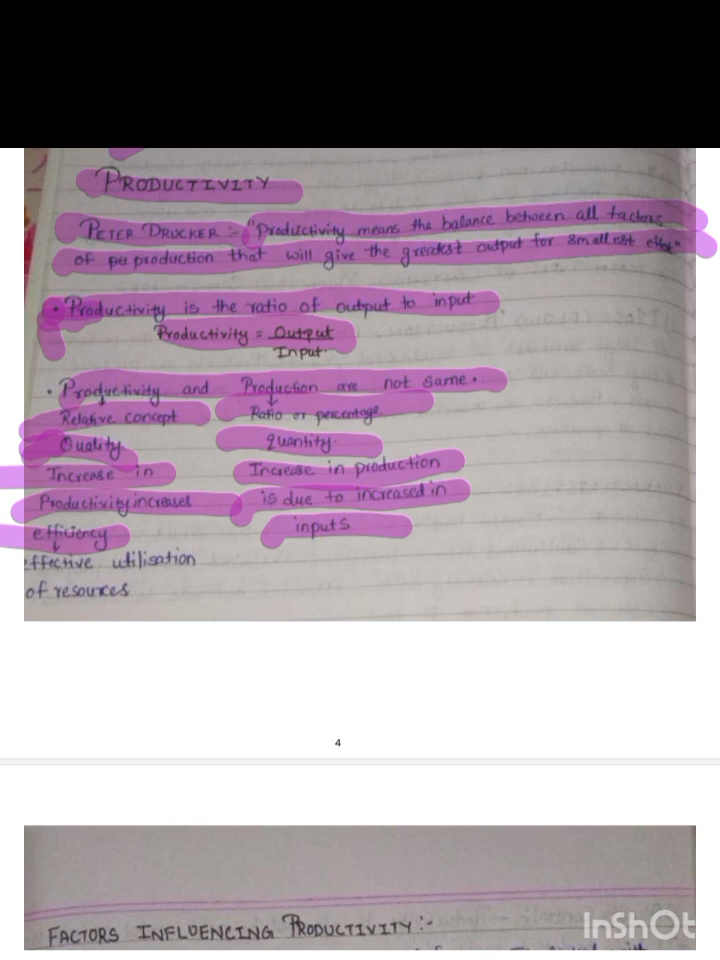 PRODUCTIVITY
PETER DRUCKER :- "Productivity means the balance between all factors
of production that will give the greatest output for smallest effort"
• Productivity is the ratio of output to input
Productivity = Output
Input
• Productivity and Production are not same.
Relative concept Ratio or percentage
Quality Quantity
Increase in Increase in production
Productivity increases is due to increased in
efficiency inputs
effective utilisation
of resources
4
FACTORS INFLUENCING PRODUCTIVITY :-
InShOt